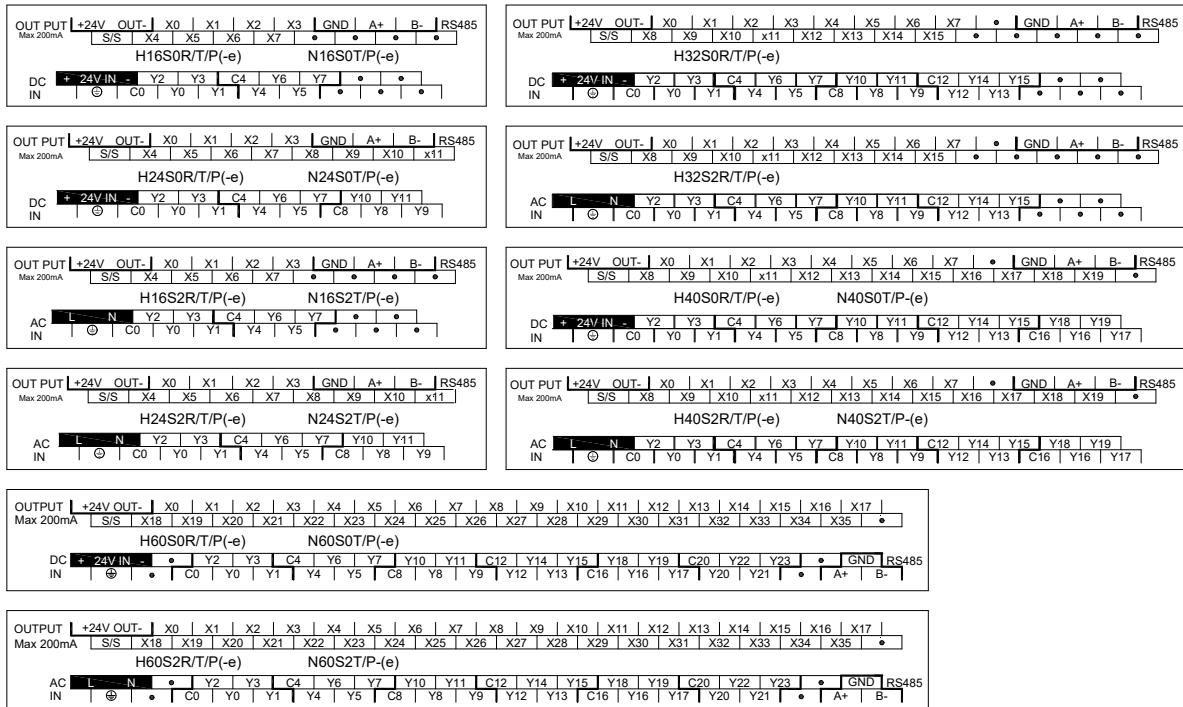 OUT PUT +24V OUT- X0 X1 X2 X3 GND A+ B- RS485
Max 200mA S/S X4 X5 X6 X7
H16S0R/T/P(-e) N16S0T/P(-e)
DC + 24V IN - Y2 Y3 C4 Y6 Y7
IN C0 Y0 Y1 Y4 Y5
OUT PUT +24V OUT- X0 X1 X2 X3 GND A+ B- RS485
Max 200mA S/S X4 X5 X6 X7 X8 X9 X10 x11
H24S0R/T/P(-e) N24S0T/P(-e)
DC + 24V IN - Y2 Y3 C4 Y6 Y7 Y10 Y11
IN C0 Y0 Y1 Y4 Y5 C8 Y8 Y9
OUT PUT +24V OUT- X0 X1 X2 X3 GND A+ B- RS485
Max 200mA S/S X4 X5 X6 X7
H16S2R/T/P(-e) N16S2T/P(-e)
AC L N Y2 Y3 C4 Y6 Y7
IN C0 Y0 Y1 Y4 Y5
OUT PUT +24V OUT- X0 X1 X2 X3 GND A+ B- RS485
Max 200mA S/S X4 X5 X6 X7 X8 X9 X10 x11
H24S2R/T/P(-e) N24S2T/P(-e)
AC L N Y2 Y3 C4 Y6 Y7 Y10 Y11
IN C0 Y0 Y1 Y4 Y5 C8 Y8 Y9
OUT PUT +24V OUT- X0 X1 X2 X3 X4 X5 X6 X7 GND A+ B- RS485
Max 200mA S/S X8 X9 X10 x11 X12 X13 X14 X15
H32S0R/T/P(-e)
DC + 24V IN - Y2 Y3 C4 Y6 Y7 Y10 Y11 C12 Y14 Y15
IN C0 Y0 Y1 Y4 Y5 C8 Y8 Y9 Y12 Y13
OUT PUT +24V OUT- X0 X1 X2 X3 X4 X5 X6 X7 GND A+ B- RS485
Max 200mA S/S X8 X9 X10 x11 X12 X13 X14 X15
H32S2R/T/P(-e)
AC L N Y2 Y3 C4 Y6 Y7 Y10 Y11 C12 Y14 Y15
IN C0 Y0 Y1 Y4 Y5 C8 Y8 Y9 Y12 Y13
OUT PUT +24V OUT- X0 X1 X2 X3 X4 X5 X6 X7 GND A+ B- RS485
Max 200mA S/S X8 X9 X10 x11 X12 X13 X14 X15 X16 X17 X18 X19
H40S0R/T/P(-e) N40S0T/P-(e)
DC + 24V IN - Y2 Y3 C4 Y6 Y7 Y10 Y11 C12 Y14 Y15 Y18 Y19
IN C0 Y0 Y1 Y4 Y5 C8 Y8 Y9 Y12 Y13 C16 Y16 Y17
OUT PUT +24V OUT- X0 X1 X2 X3 X4 X5 X6 X7 GND A+ B- RS485
Max 200mA S/S X8 X9 X10 x11 X12 X13 X14 X15 X16 X17 X18 X19
H40S2R/T/P(-e) N40S2T/P-(e)
AC L N Y2 Y3 C4 Y6 Y7 Y10 Y11 C12 Y14 Y15 Y18 Y19
IN C0 Y0 Y1 Y4 Y5 C8 Y8 Y9 Y12 Y13 C16 Y16 Y17
OUTPUT +24V OUT- X0 X1 X2 X3 X4 X5 X6 X7 X8 X9 X10 X11 X12 X13 X14 X15 X16 X17
Max 200mA S/S X18 X19 X20 X21 X22 X23 X24 X25 X26 X27 X28 X29 X30 X31 X32 X33 X34 X35
H60S0R/T/P(-e) N60S0T/P(-e)
DC + 24V IN - Y2 Y3 C4 Y6 Y7 Y10 Y11 C12 Y14 Y15 Y18 Y19 C20 Y22 Y23 GND RS485
IN C0 Y0 Y1 Y4 Y5 C8 Y8 Y9 Y12 Y13 C16 Y16 Y17 Y20 Y21 A+ B-
OUTPUT +24V OUT- X0 X1 X2 X3 X4 X5 X6 X7 X8 X9 X10 X11 X12 X13 X14 X15 X16 X17
Max 200mA S/S X18 X19 X20 X21 X22 X23 X24 X25 X26 X27 X28 X29 X30 X31 X32 X33 X34 X35
H60S2R/T/P(-e) N60S2T/P-(e)
AC L N Y2 Y3 C4 Y6 Y7 Y10 Y11 C12 Y14 Y15 Y18 Y19 C20 Y22 Y23 GND RS485
IN C0 Y0 Y1 Y4 Y5 C8 Y8 Y9 Y12 Y13 C16 Y16 Y17 Y20 Y21 A+ B-